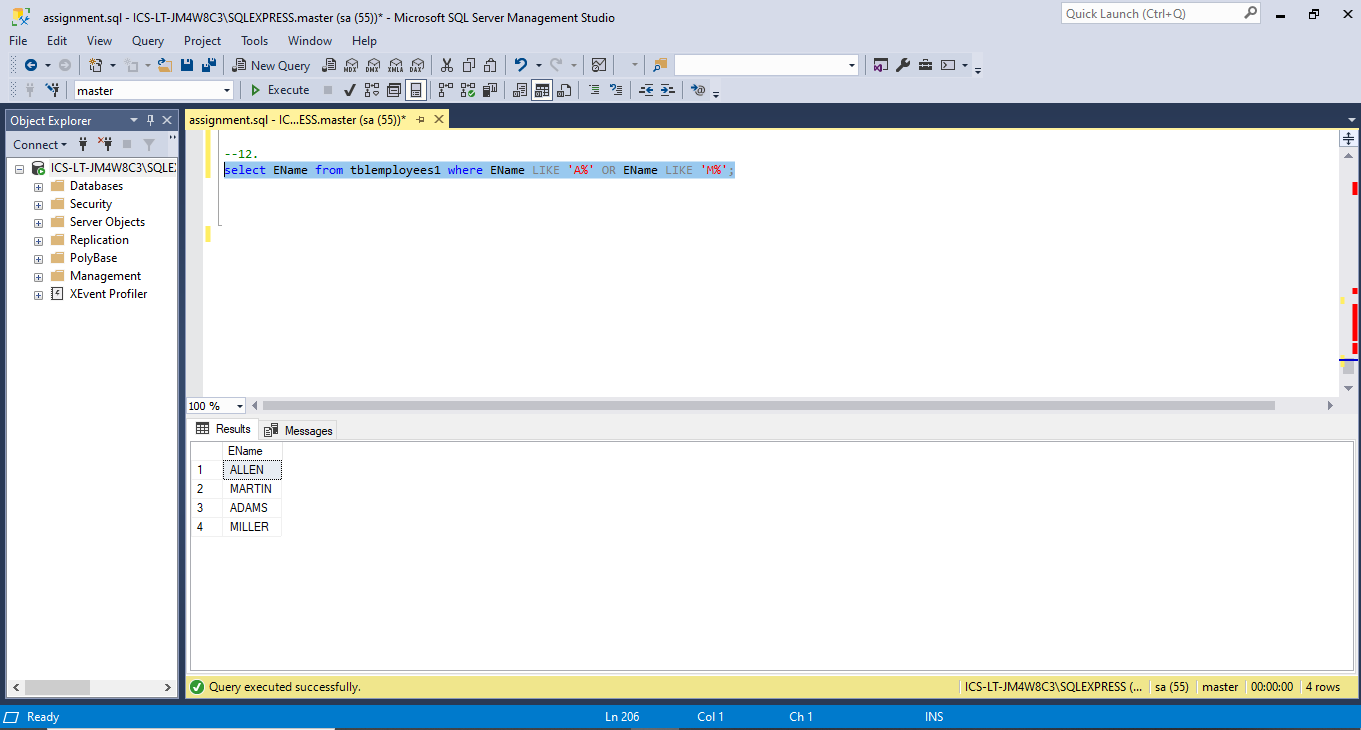 assignment.sql - ICS-LT-JM4W8C3\SQLEXPRESS.master (sa (55))* - Microsoft SQL Server Management Studio
Quick Launch (Ctrl+Q)
File Edit View Query Project Tools Window Help
New Query MDX DMX XMLA DAX
master Execute
Object Explorer
assignment.sql - IC...ESS.master (sa (55))*
Connect
ICS-LT-JM4W8C3\SQLEX
Databases
Security
Server Objects
Replication
PolyBase
Management
XEvent Profiler
--12.
select EName from tblemployees1 where EName LIKE 'A%' OR EName LIKE 'M%';
100 %
Results Messages
EName
1 ALLEN
2 MARTIN
3 ADAMS
4 MILLER
Query executed successfully. ICS-LT-JM4W8C3\SQLEXPRESS (... sa (55) master 00:00:00 4 rows
Ready Ln 206 Col 1 Ch 1 INS